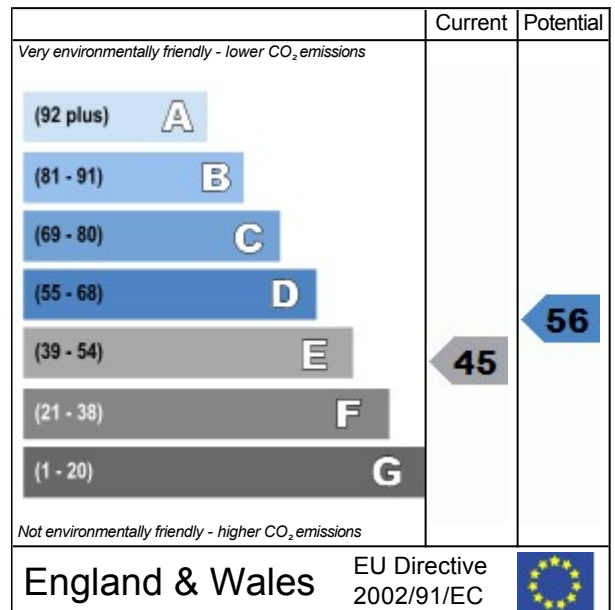 Current Potential
Very environmentally friendly - lower CO₂ emissions
(92 plus) A
(81 - 91) B
(69 - 80) C
(55 - 68) D
56
(39 - 54) E
45
(21 - 38) F
(1 - 20) G
Not environmentally friendly - higher CO₂ emissions
England & Wales
EU Directive
2002/91/EC